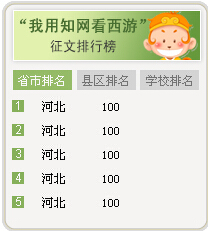 “我用知网看西游”
征文排行榜
省市排名 县区排名 学校排名
1 河北 100
2 河北 100
3 河北 100
4 河北 100
5 河北 100